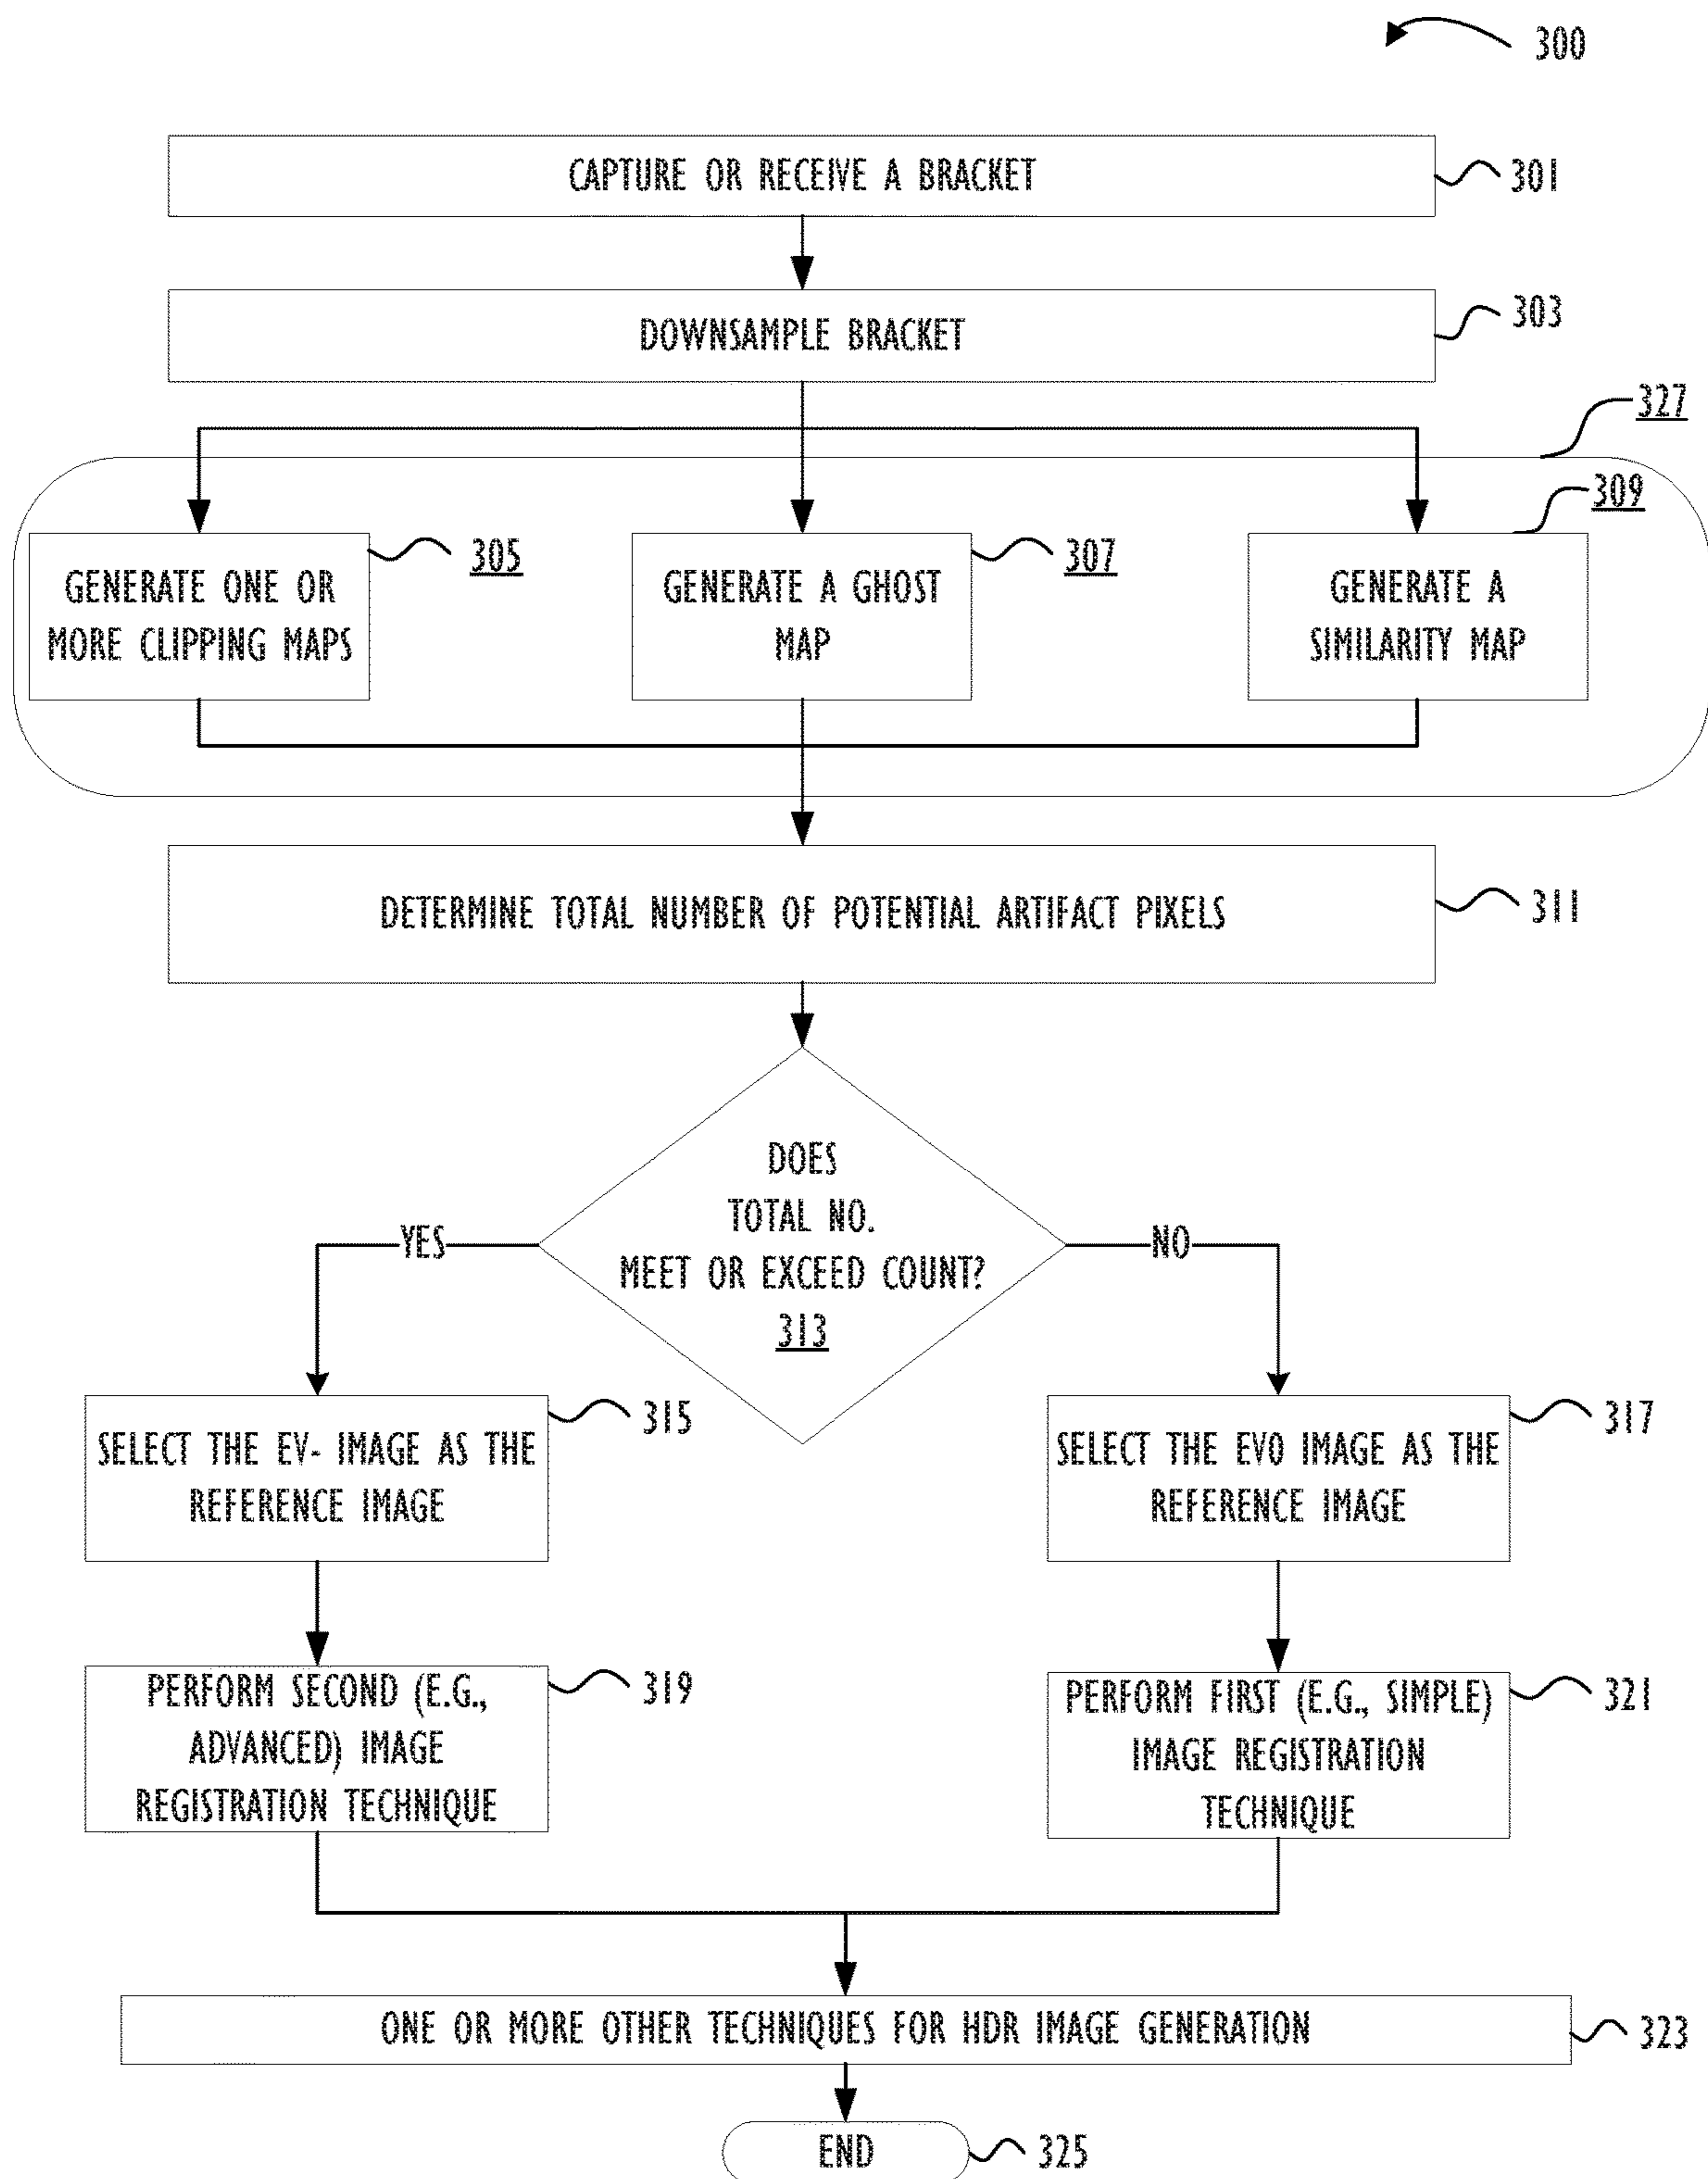 300
CAPTURE OR RECEIVE A BRACKET
301
DOWNSAMPLE BRACKET
303
327
309
305
307
GENERATE ONE OR
MORE CLIPPING MAPS
GENERATE A GHOST
MAP
GENERATE A
SIMILARITY MAP
DETERMINE TOTAL NUMBER OF POTENTIAL ARTIFACT PIXELS
311
DOES
TOTAL NO.
MEET OR EXCEED COUNT?
313
YES
NO
315
SELECT THE EV- IMAGE AS THE
REFERENCE IMAGE
317
SELECT THE EV0 IMAGE AS THE
REFERENCE IMAGE
319
PERFORM SECOND (E.G.,
ADVANCED) IMAGE
REGISTRATION TECHNIQUE
321
PERFORM FIRST (E.G., SIMPLE)
IMAGE REGISTRATION
TECHNIQUE
ONE OR MORE OTHER TECHNIQUES FOR HDR IMAGE GENERATION
323
END
325